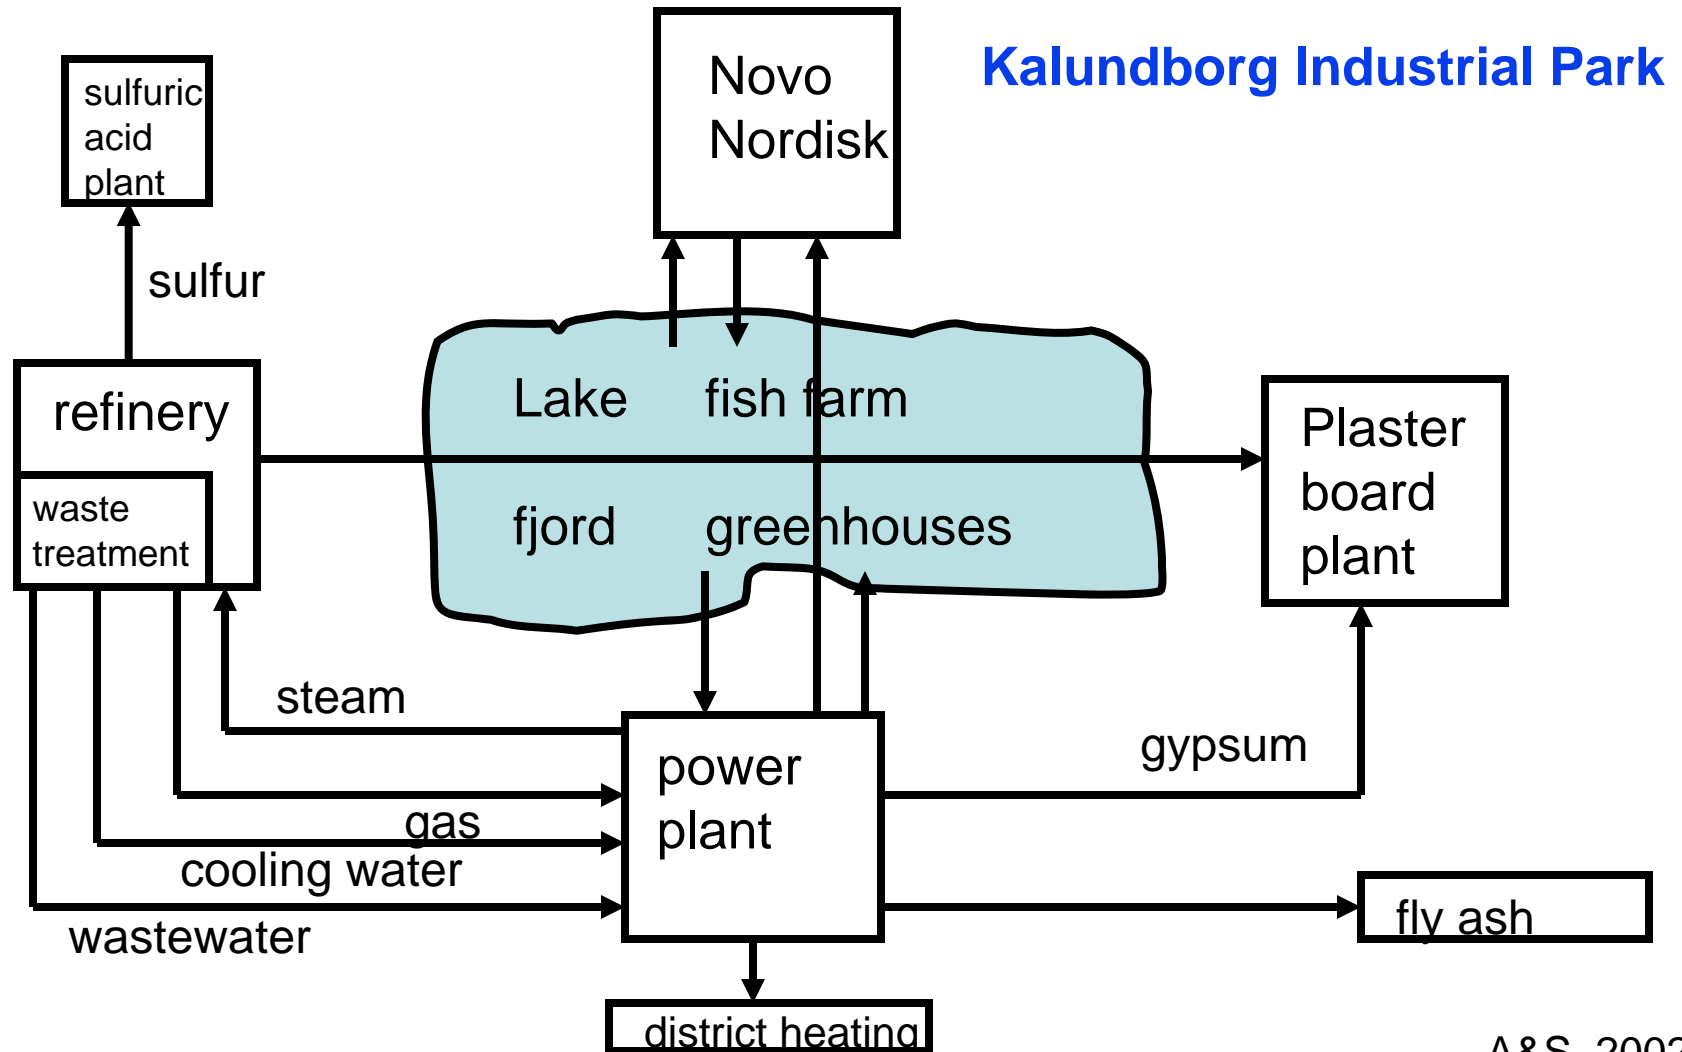 Kalundborg Industrial Park
Novo
Nordisk
sulfuric
acid
plant
sulfur
refinery
waste
treatment
Lake fish farm
fjord greenhouses
Plaster
board
plant
steam
power
plant
gypsum
gas
cooling water
wastewater
fly ash
district heating
A&S, 2002